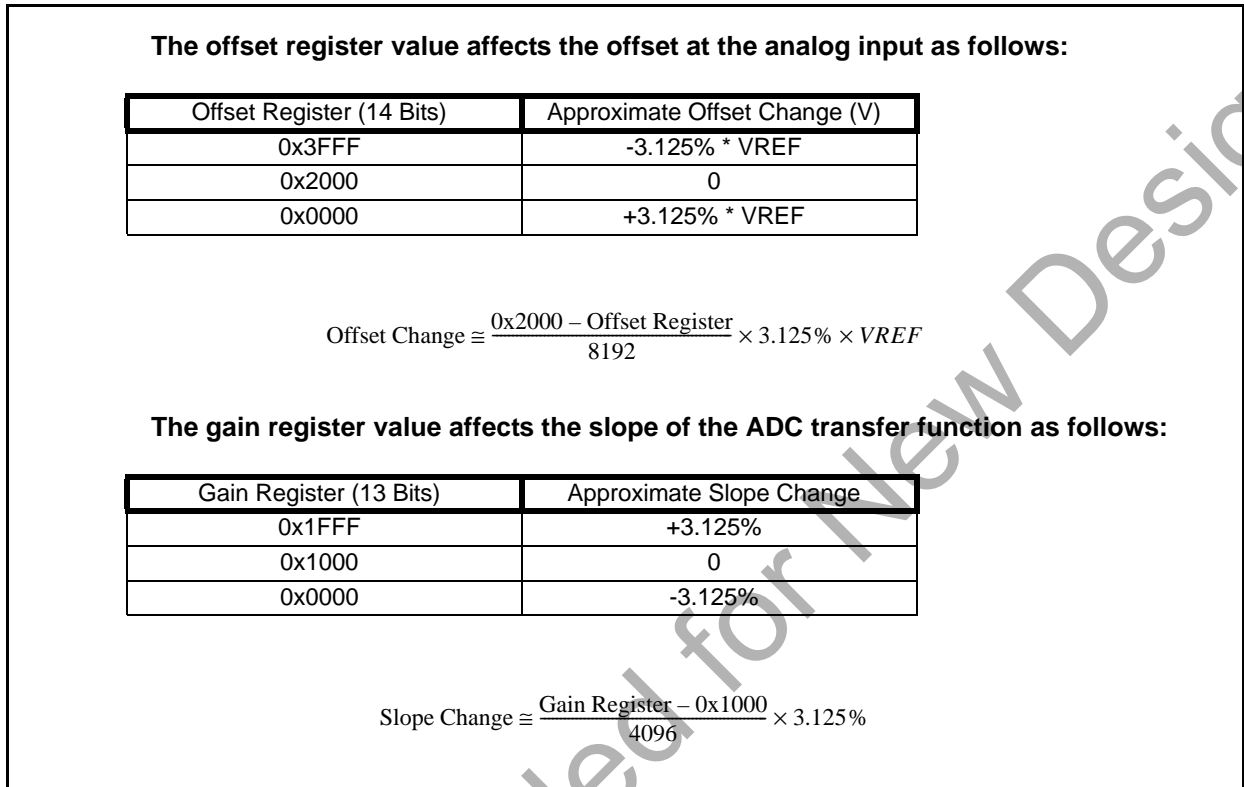 The offset register value affects the offset at the analog input as follows:
Offset Register (14 Bits) Approximate Offset Change (V)
0x3FFF -3.125% * VREF
0x2000 0
0x0000 +3.125% * VREF
Offset Change ≅ (0x2000 – Offset Register)/8192 × 3.125% × VREF
The gain register value affects the slope of the ADC transfer function as follows:
Gain Register (13 Bits) Approximate Slope Change
0x1FFF +3.125%
0x1000 0
0x0000 -3.125%
Slope Change ≅ (Gain Register – 0x1000)/4096 × 3.125%
for New